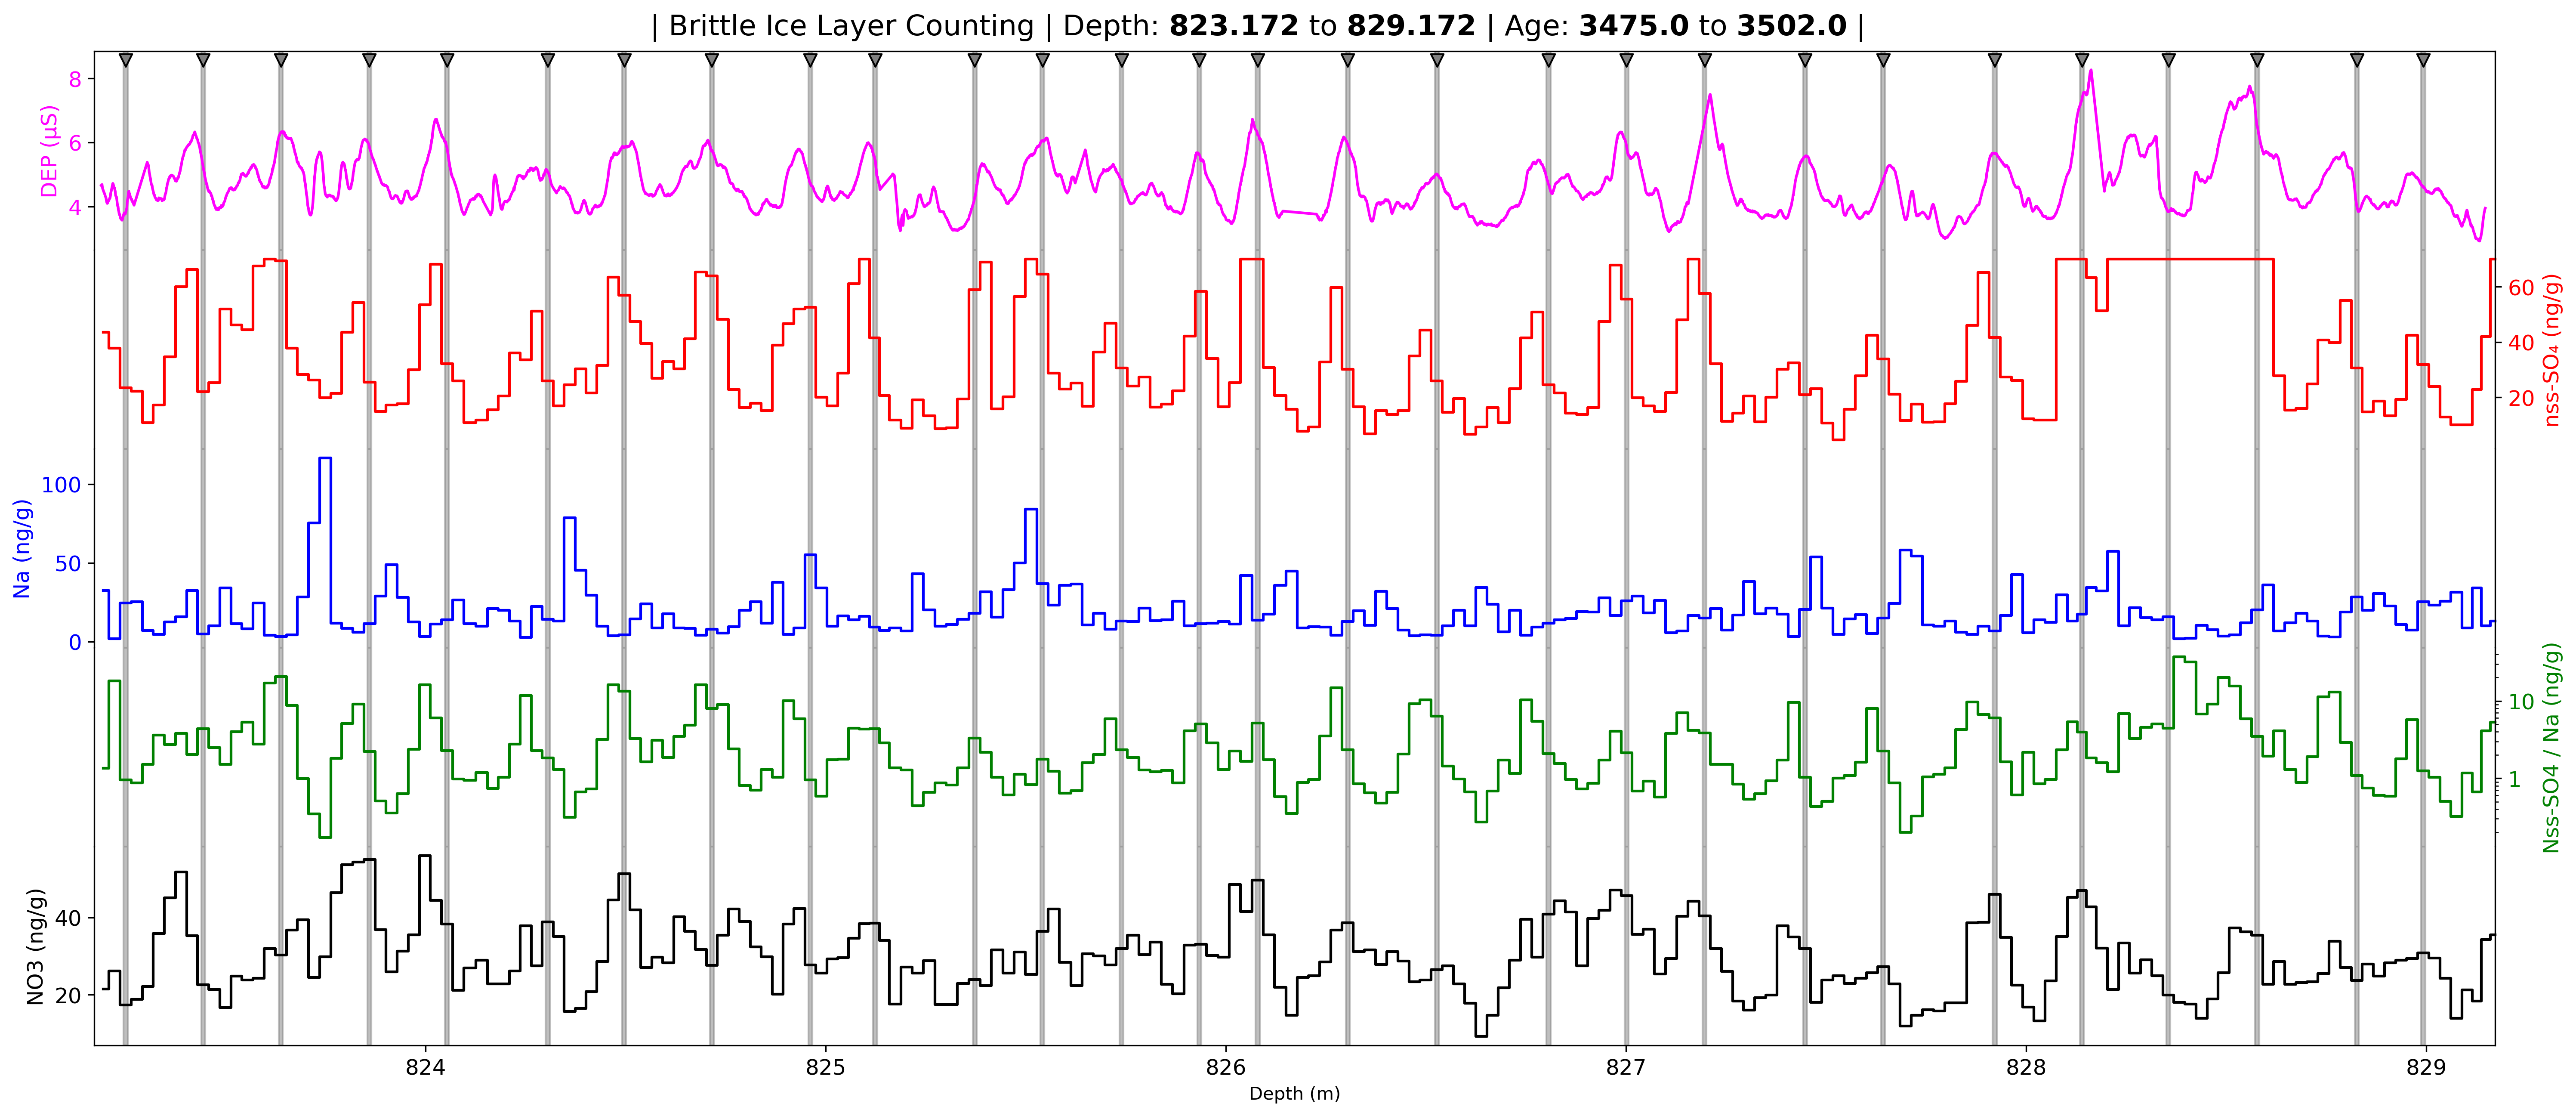 | Brittle Ice Layer Counting | Depth: 823.172 to 829.172 | Age: 3475.0 to 3502.0 |
DEP (µS)
8
6
4
nss-SO₄ (ng/g)
60
40
20
Na (ng/g)
100
50
0
Nss-SO4 / Na (ng/g)
10
1
NO3 (ng/g)
40
20
824
825
826
827
828
829
Depth (m)